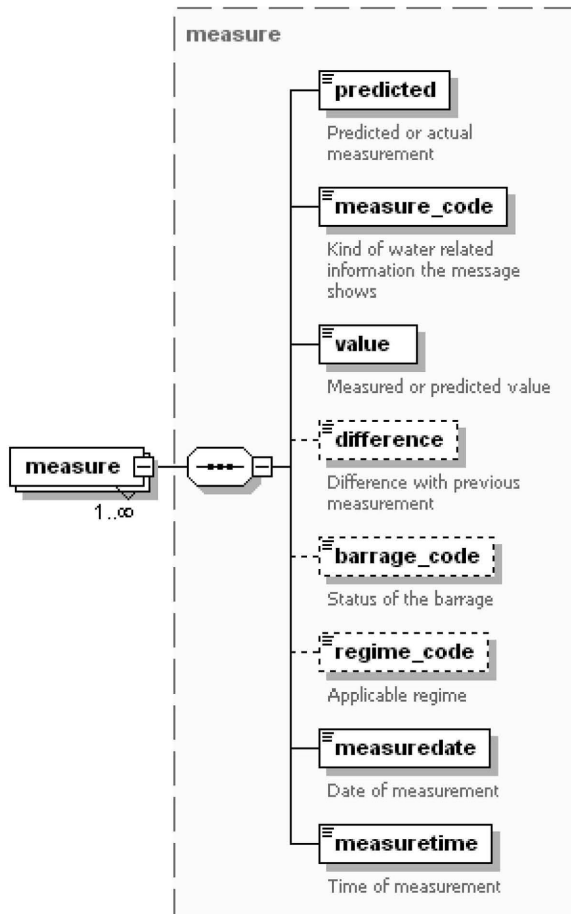 measure
predicted
Predicted or actual
measurement
measure_code
Kind of water related
information the message
shows
value
Measured or predicted value
difference
Difference with previous
measurement
measure
1..∞
barrage_code
Status of the barrage
regime_code
Applicable regime
measuredate
Date of measurement
measuretime
Time of measurement